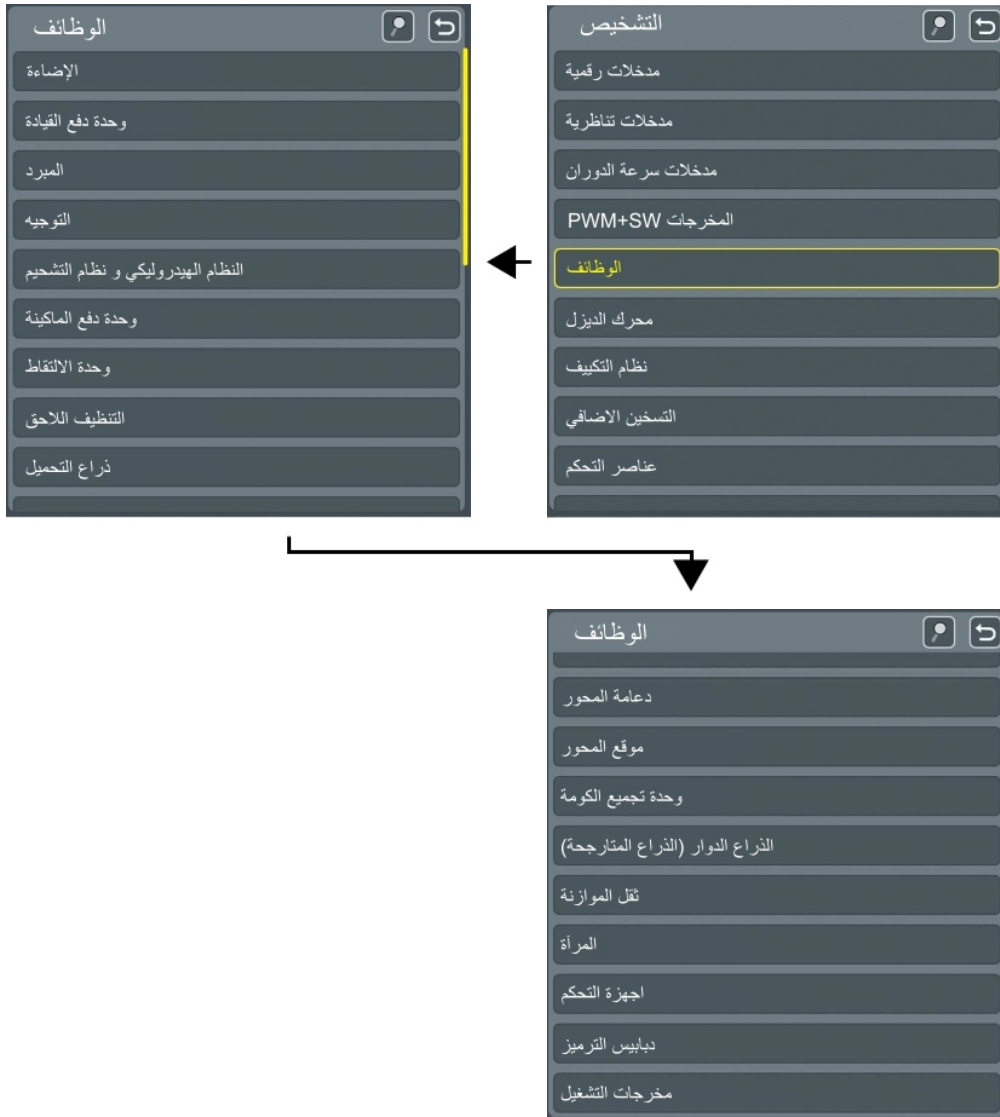 التشخيص
مدخلات رقمية
مدخلات تناظرية
مدخلات سرعة الدوران
المخرجات PWM+SW
الوظائف
محرك الديزل
نظام التكييف
التسخين الاضافي
عناصر التحكم
الوظائف
الإضاءة
وحدة دفع القيادة
المبرد
التوجيه
النظام الهيدروليكي و نظام التشحيم
وحدة دفع الماكينة
وحدة الالتقاط
التنظيف اللاحق
ذراع التحميل
الوظائف
دعامة المحور
موقع المحور
وحدة تجميع الكومة
الذراع الدوار (الذراع المتارجحة)
ثقل الموازنة
المرأة
اجهزة التحكم
دبابيس الترميز
مخرجات التشغيل